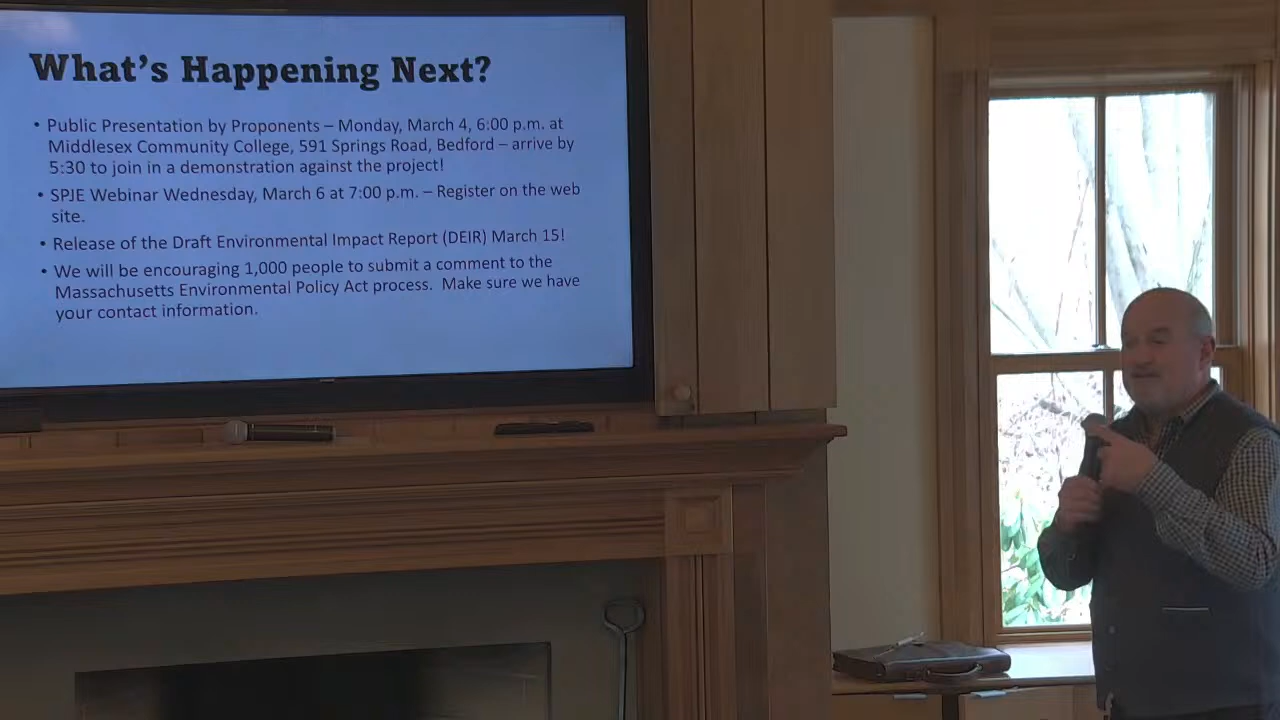 What's Happening Next?
• Public Presentation by Proponents – Monday, March 4, 6:00 p.m. at
Middlesex Community College, 591 Springs Road, Bedford – arrive by
5:30 to join in a demonstration against the project!
• SPJE Webinar Wednesday, March 6 at 7:00 p.m. – Register on the web
site.
• Release of the Draft Environmental Impact Report (DEIR) March 15!
• We will be encouraging 1,000 people to submit a comment to the
Massachusetts Environmental Policy Act process.  Make sure we have
your contact information.